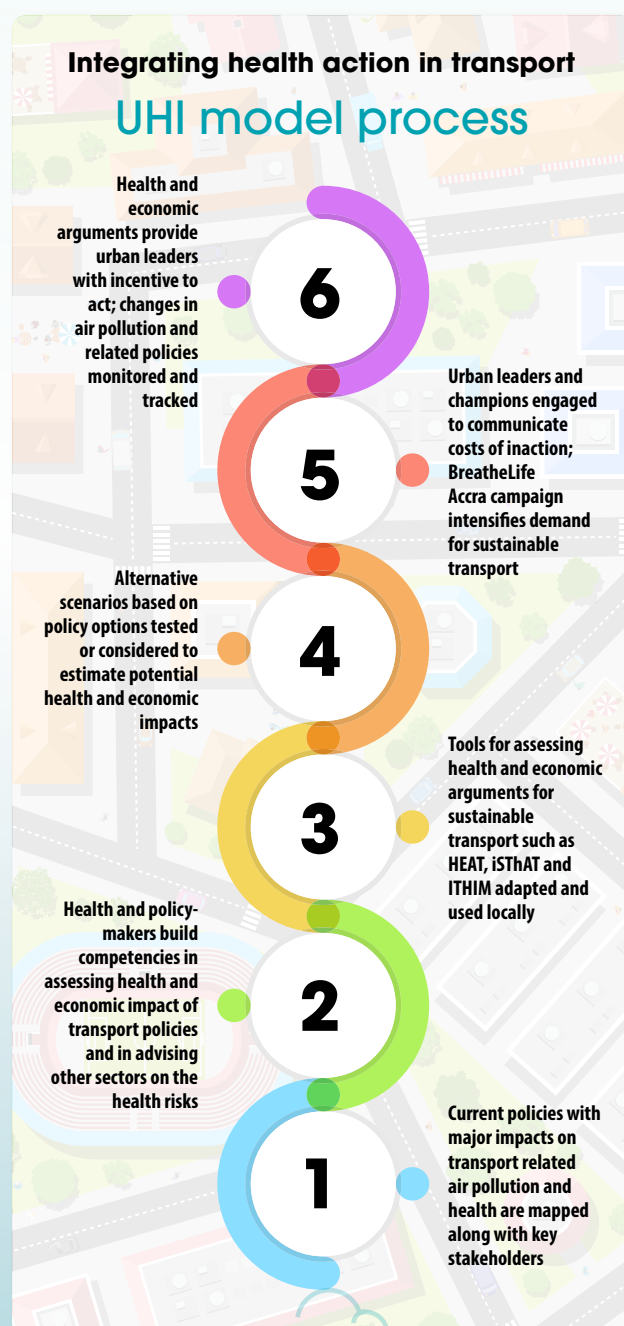 Integrating health action in transport
UHI model process
Health and
economic
arguments provide
urban leaders
with incentive to
act; changes in
air pollution and
related policies
monitored and
tracked
6
Urban leaders and
champions engaged
to communicate
costs of inaction;
BreatheLife
Accra campaign
intensifies demand
for sustainable
transport
5
Alternative
scenarios based on
policy options tested
or considered to
estimate potential
health and economic
impacts
4
Tools for assessing
health and economic
arguments for
sustainable
transport such as
HEAT, iSThAT and
ITHIM adapted and
used locally
3
Health and policy-
makers build
competencies in
assessing health and
economic impact of
transport policies
and in advising
other sectors on the
health risks
2
Current policies with
major impacts on
transport related
air pollution and
health are mapped
along with key
stakeholders
1